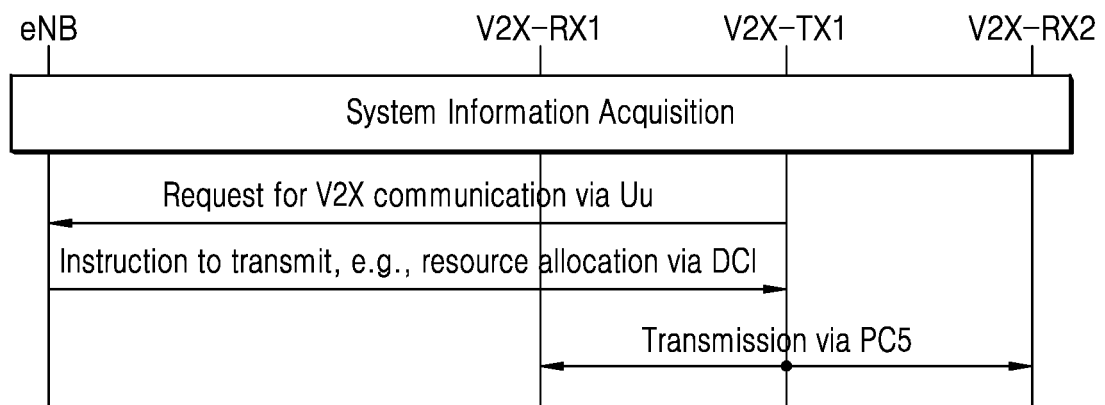 eNB V2X-RX1 V2X-TX1 V2X-RX2
System Information Acquisition
Request for V2X communication via Uu
Instruction to transmit, e.g., resource allocation via DCI
Transmission via PC5